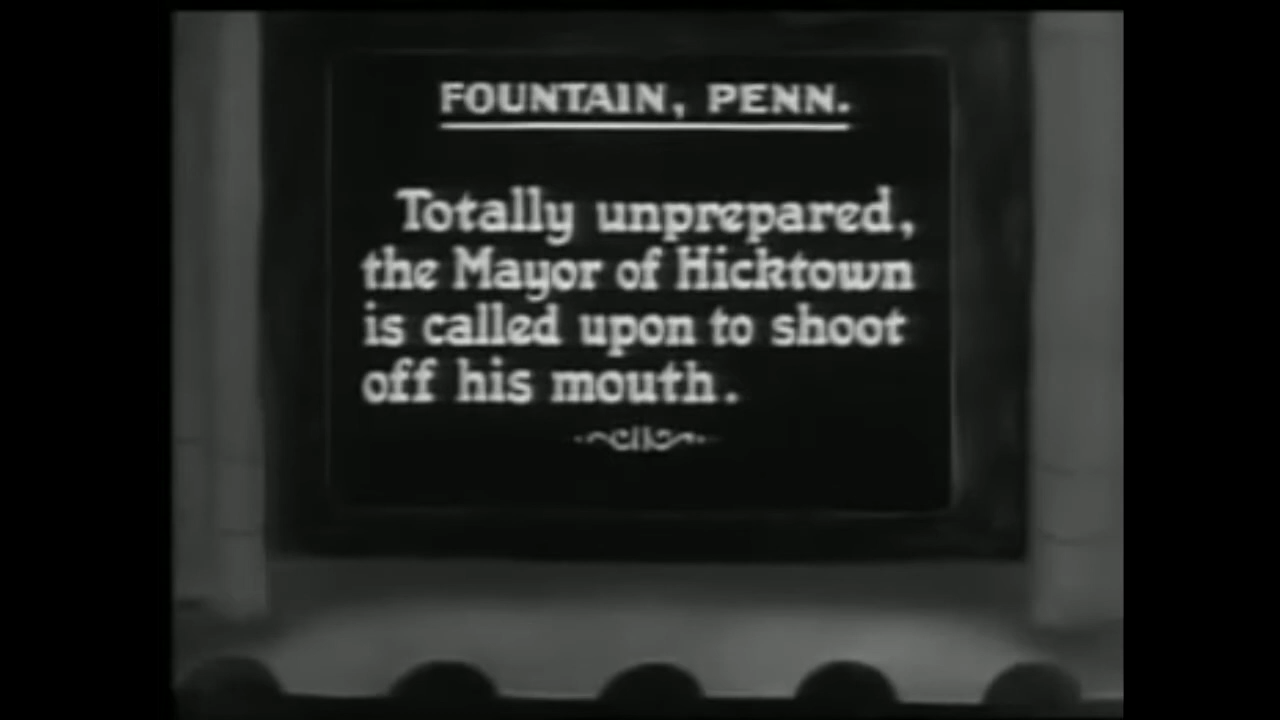 FOUNTAIN, PENN.
Totally unprepared,
the Mayor of Hicktown
is called upon to shoot
off his mouth.